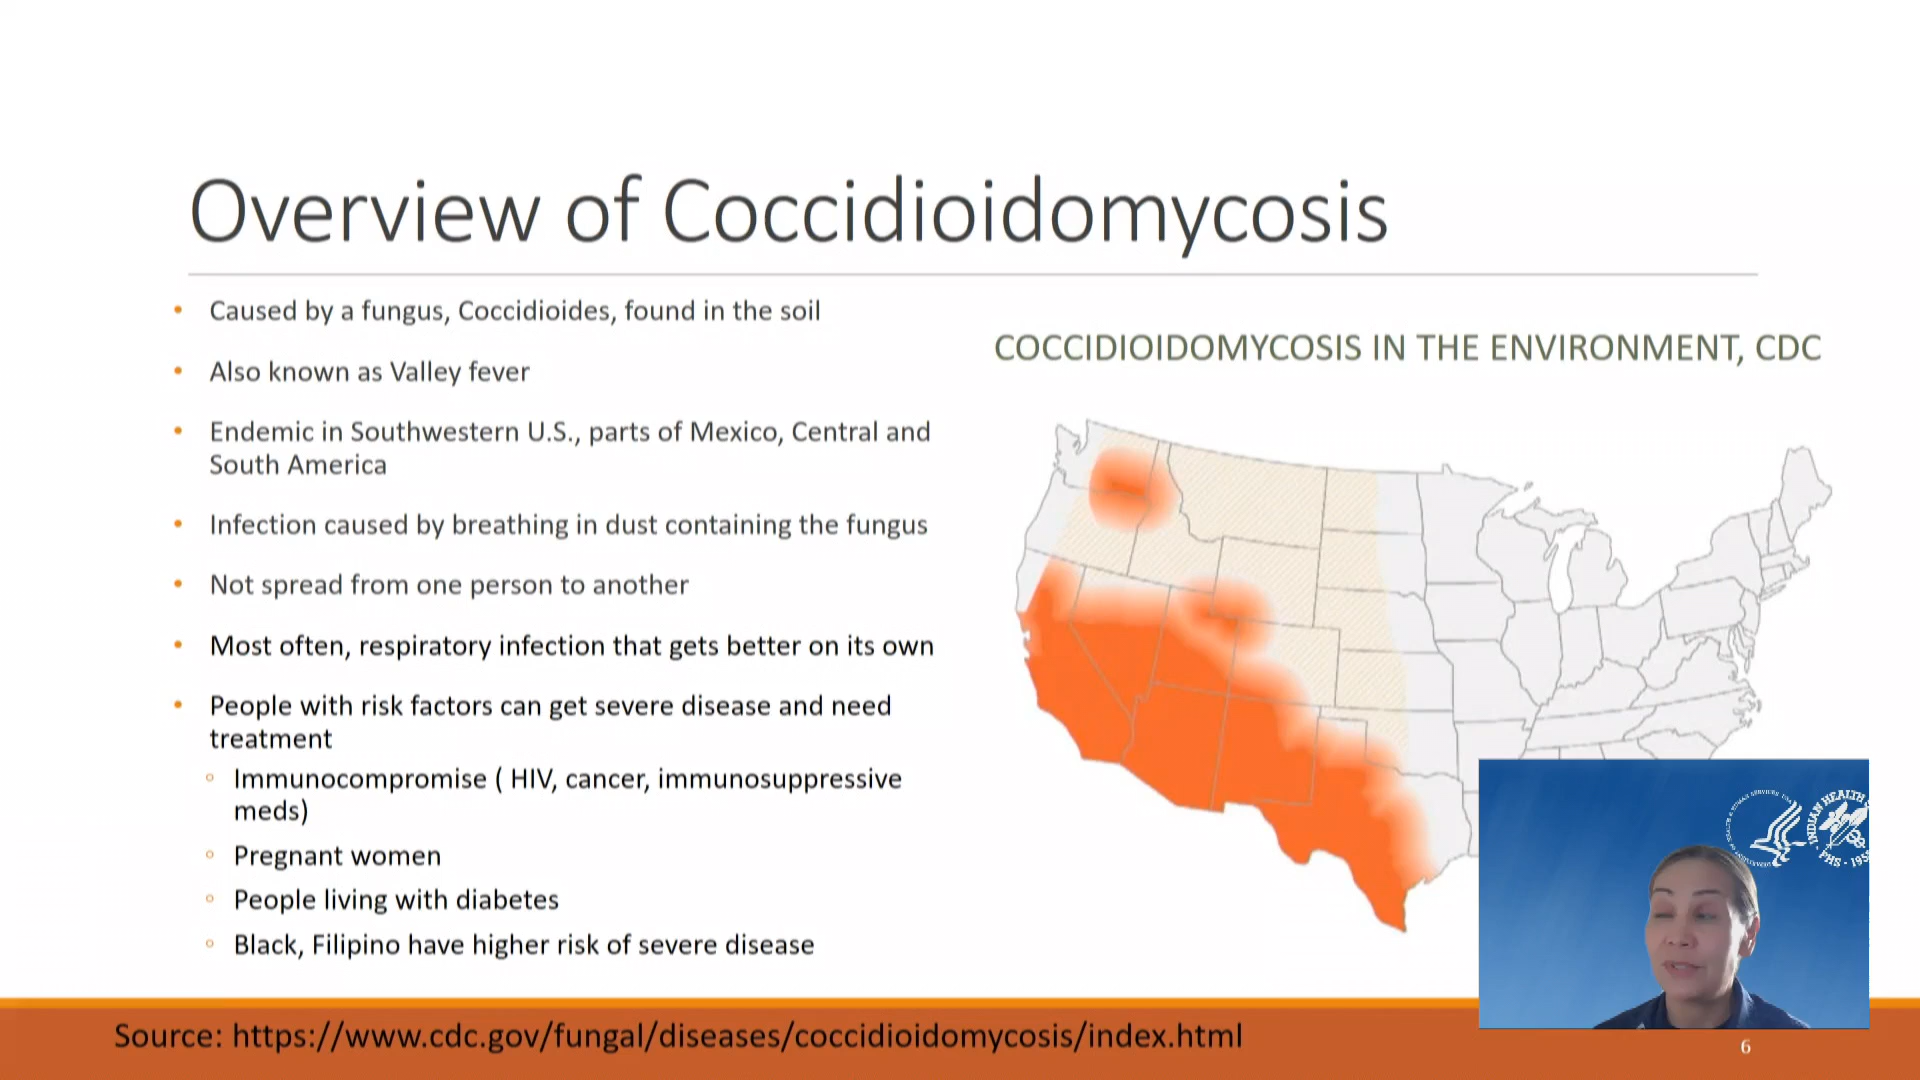 Overview of Coccidioidomycosis
• Caused by a fungus, Coccidioides, found in the soil
• Also known as Valley fever
• Endemic in Southwestern U.S., parts of Mexico, Central and
South America
• Infection caused by breathing in dust containing the fungus
• Not spread from one person to another
• Most often, respiratory infection that gets better on its own
• People with risk factors can get severe disease and need
treatment
◦ Immunocompromise ( HIV, cancer, immunosuppressive
meds)
◦ Pregnant women
◦ People living with diabetes
◦ Black, Filipino have higher risk of severe disease
COCCIDIOIDOMYCOSIS IN THE ENVIRONMENT, CDC
INDIAN HEALTH
PHS - 195
Source: https://www.cdc.gov/fungal/diseases/coccidioidomycosis/index.html
6